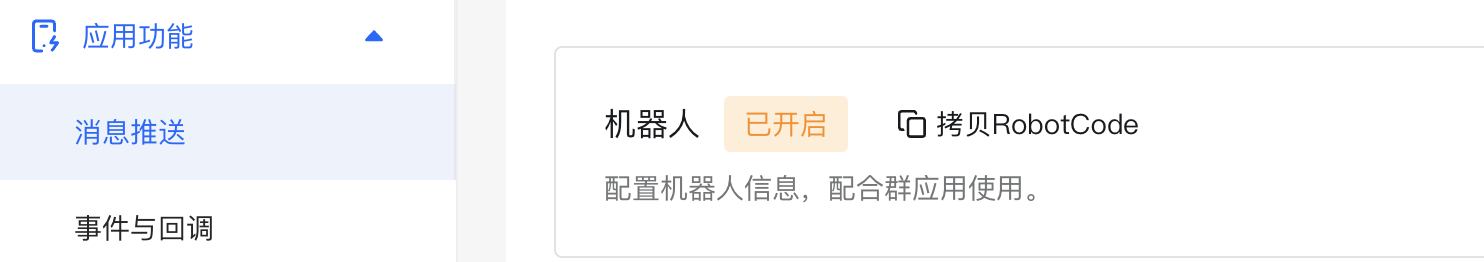 应用功能
消息推送
事件与回调
机器人 已开启 拷贝RobotCode
配置机器人信息，配合群应用使用。